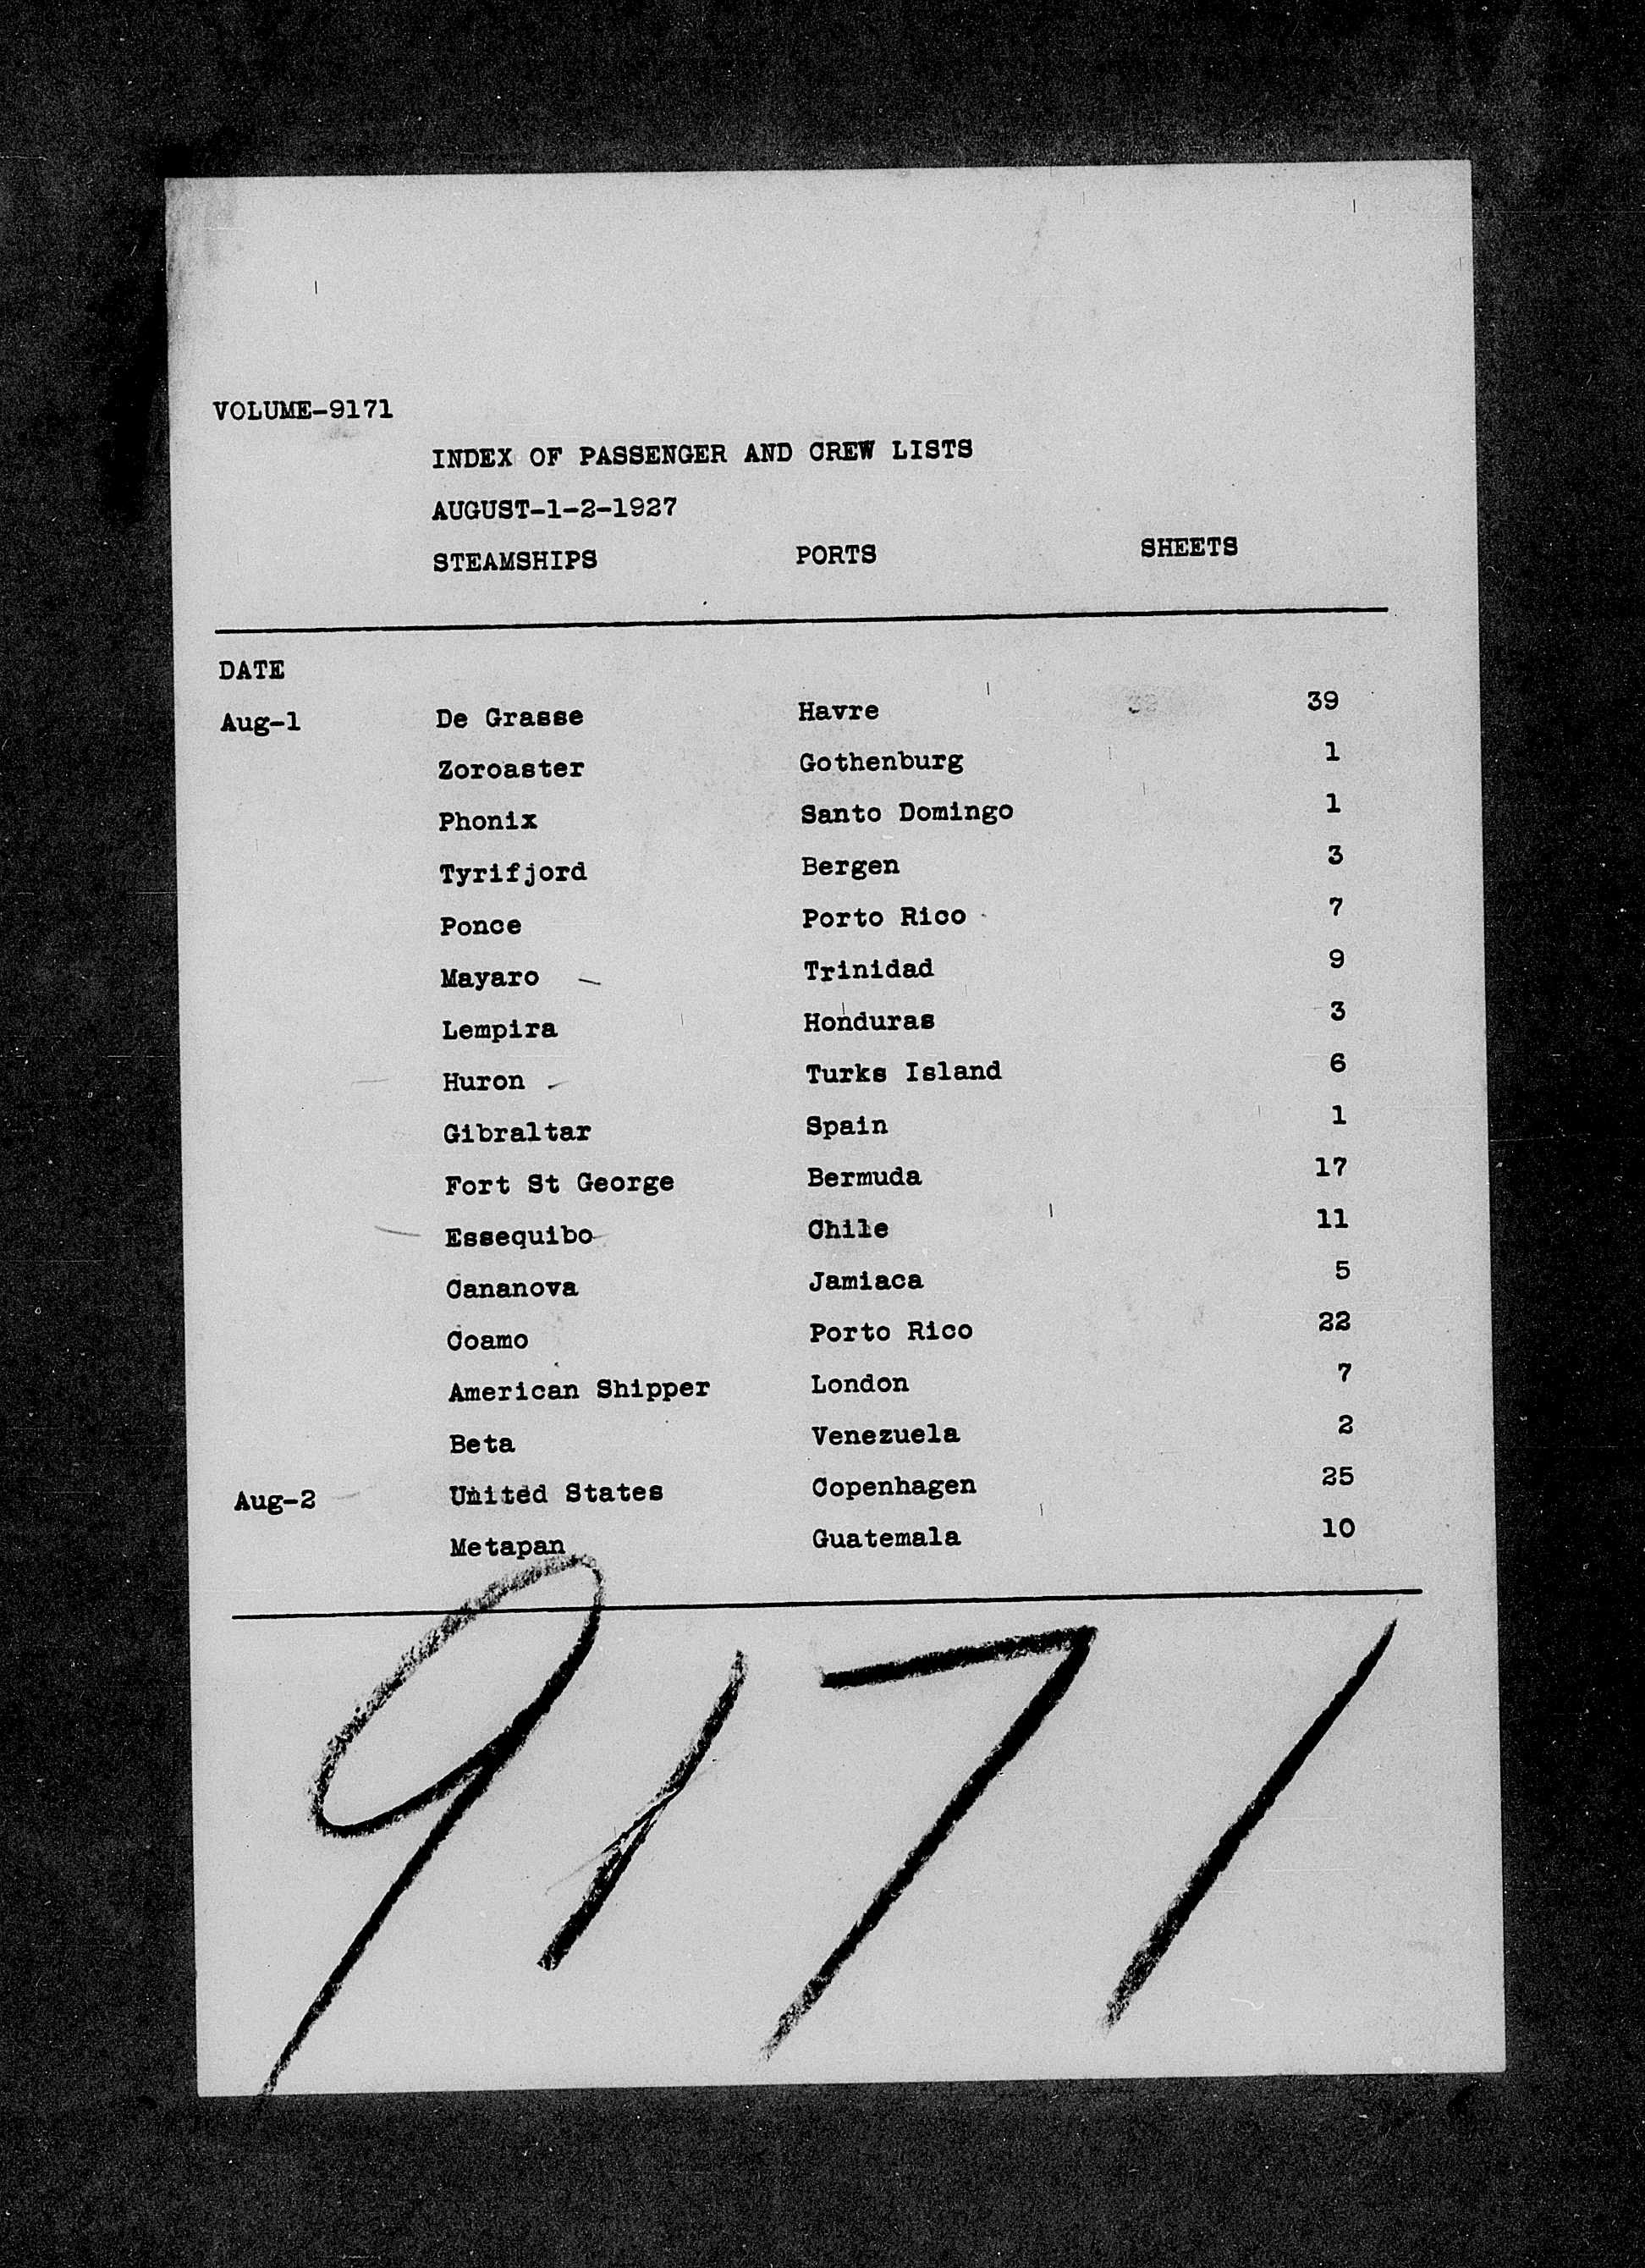 VOLUME-9171
INDEX OF PASSENGER AND CREW LISTS
AUGUST-1-2-1927
STEAMSHIPS PORTS SHEETS
DATE
Aug-1 De Grasse Havre 39
Zoroaster Gothenburg 1
Phonix Santo Domingo 1
Tyrifjord Bergen 3
Ponce Porto Rico 7
Mayaro Trinidad 9
Lempira Honduras 3
Huron Turks Island 6
Gibraltar Spain 1
Fort St George Bermuda 17
Essequibo Chile 11
Cananova Jamiaca 5
Coamo Porto Rico 22
American Shipper London 7
Beta Venezuela 2
Aug-2 United States Copenhagen 25
Metapan Guatemala 10
9171